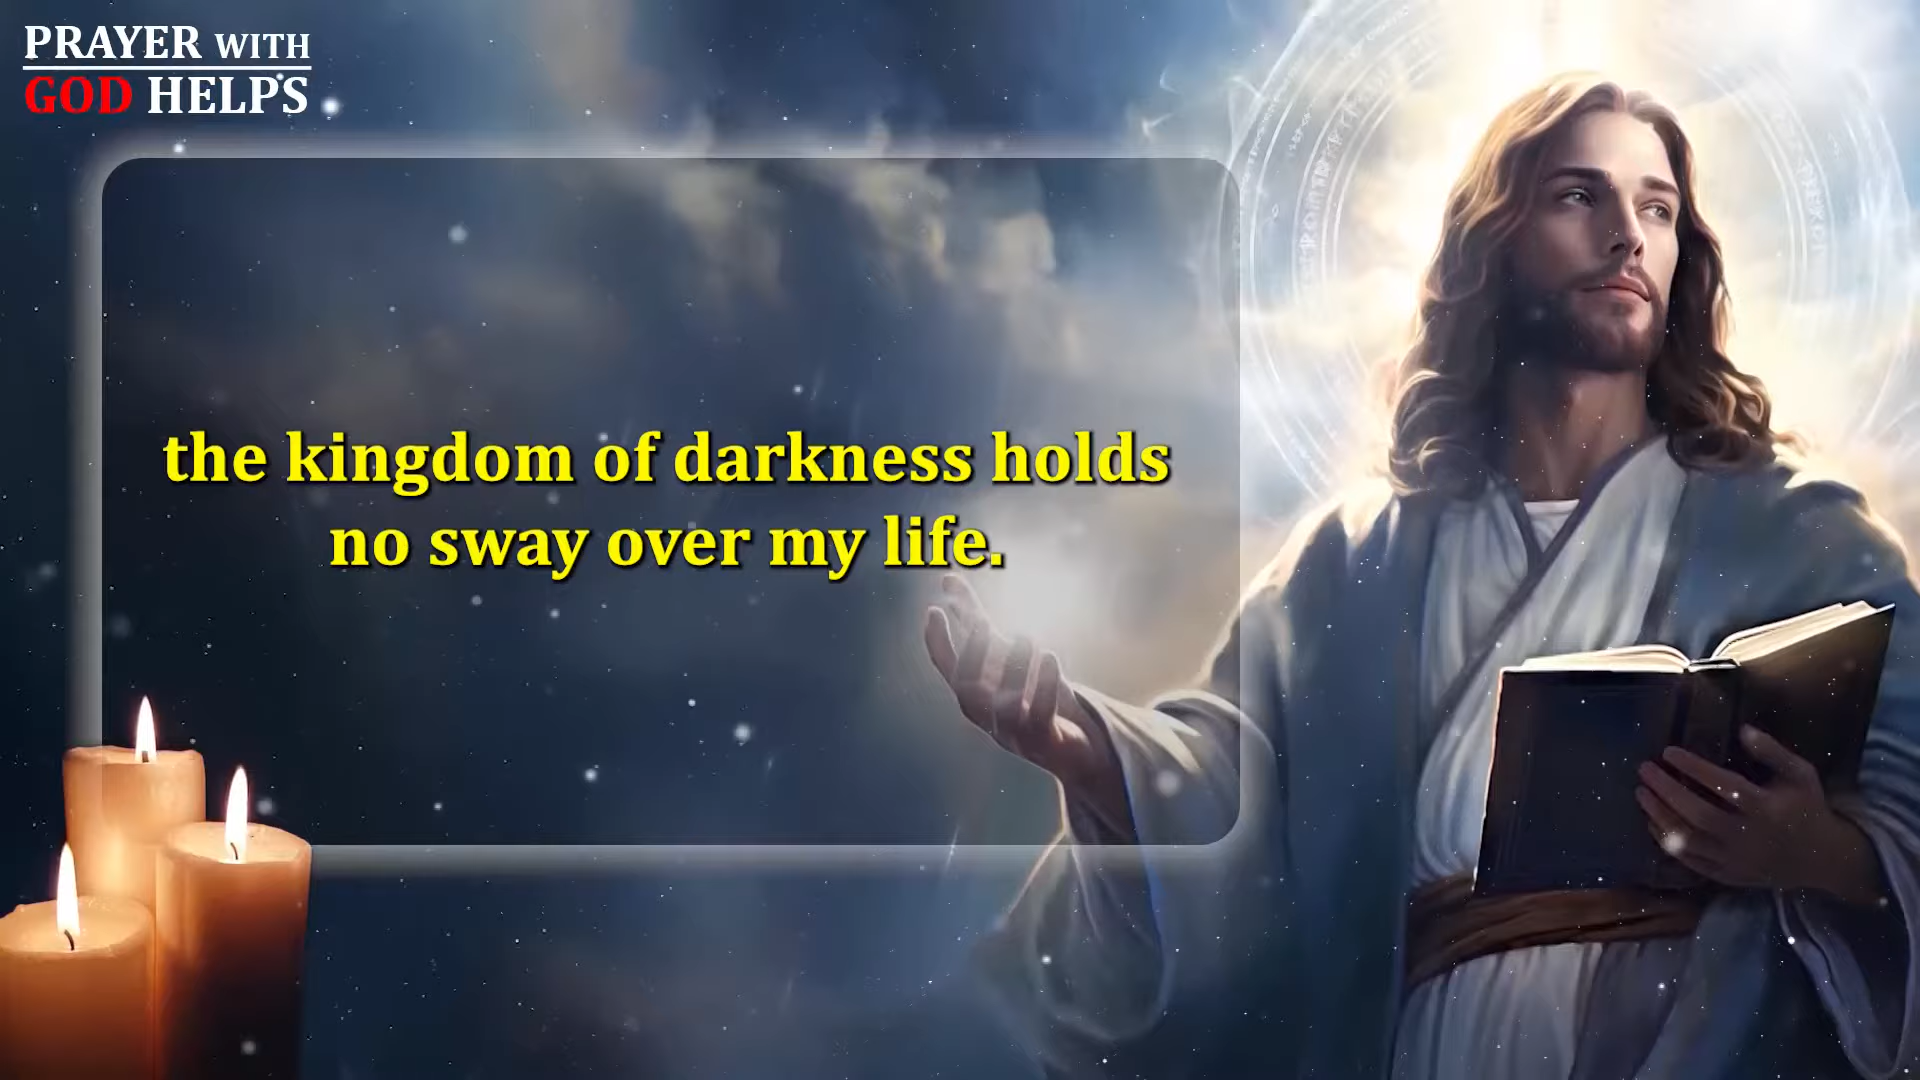 PRAYER WITH
GOD HELPS
the kingdom of darkness holds
no sway over my life.